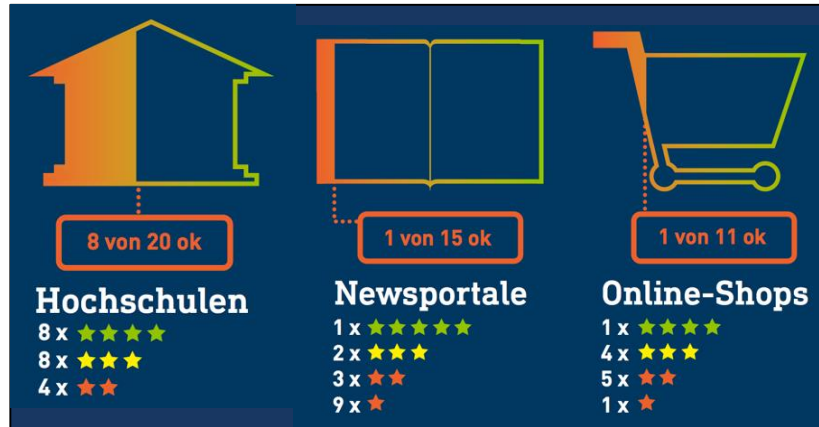 8 von 20 ok
Hochschulen
8 x ★★★★
8 x ★★★
4 x ★★
1 von 15 ok
Newsportale
1 x ★★★★★
2 x ★★★
3 x ★★
9 x ★
1 von 11 ok
Online-Shops
1 x ★★★★
4 x ★★★
5 x ★★
1 x ★